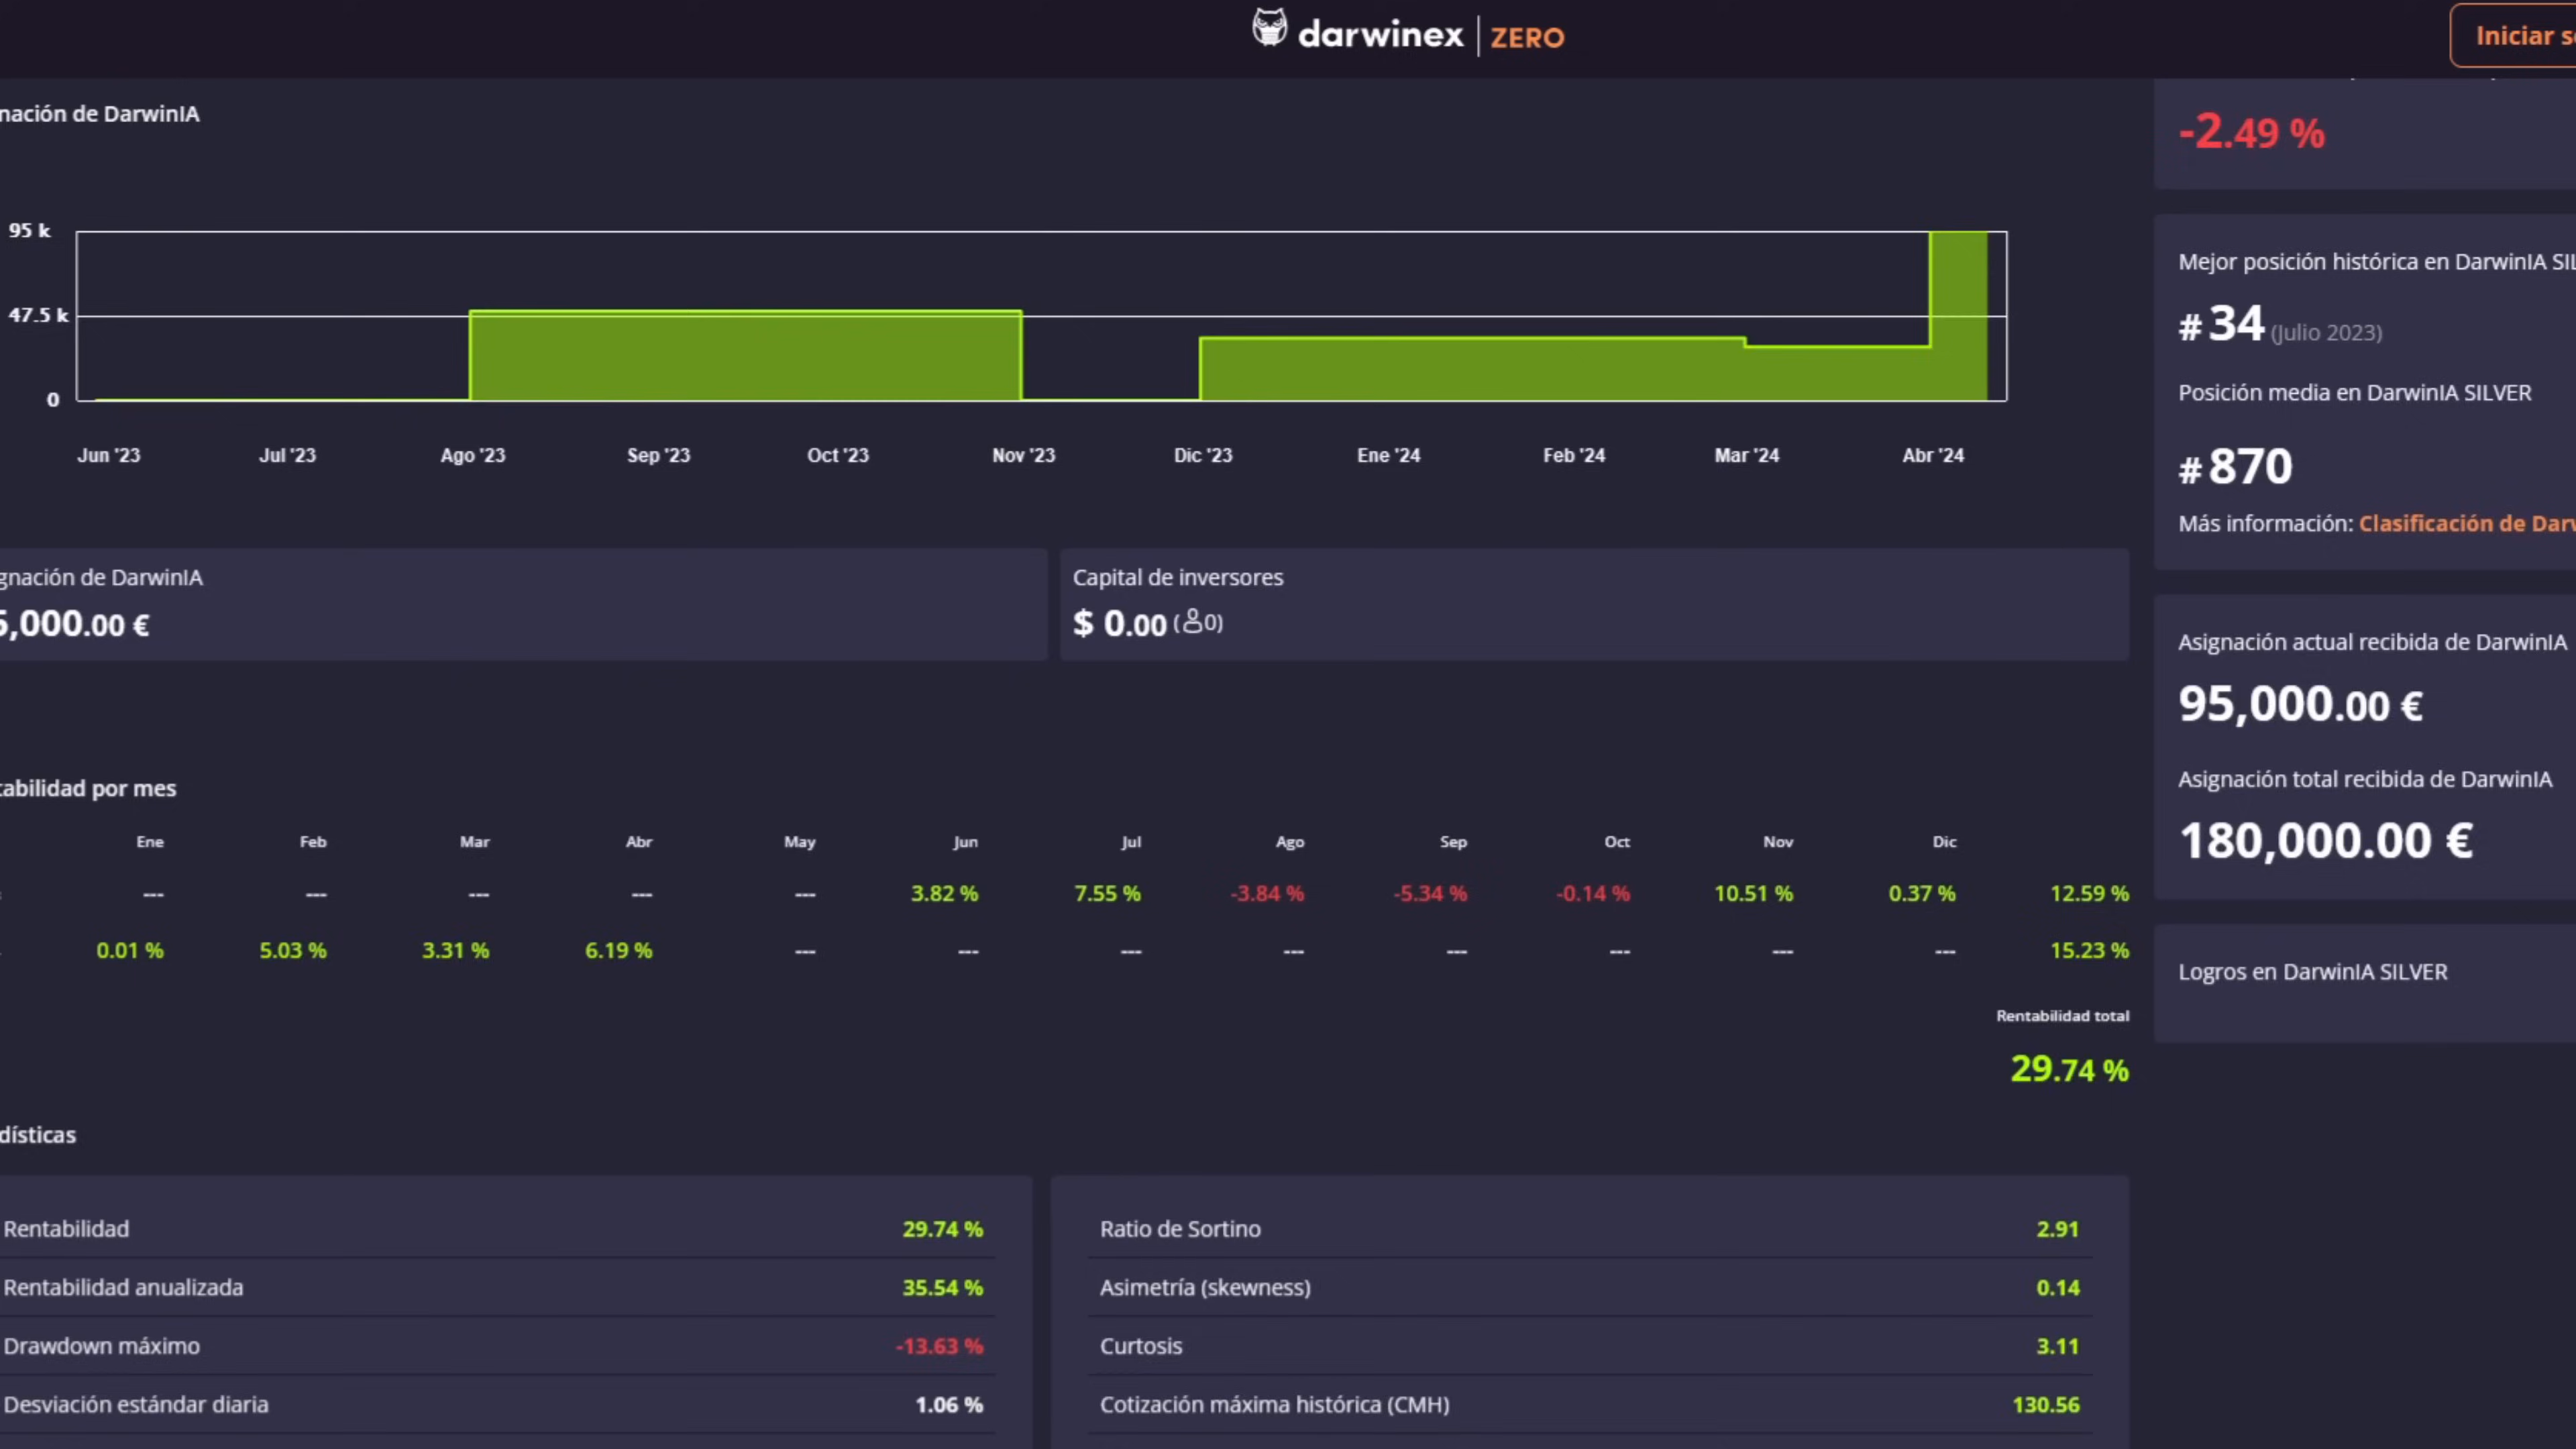 darwinex | ZERO
Iniciar s
nación de DarwinIA
-2.49 %
95 k
47.5 k
0
Jun '23 Jul '23 Ago '23 Sep '23 Oct '23 Nov '23 Dic '23 Ene '24 Feb '24 Mar '24 Abr '24
Mejor posición histórica en DarwinIA SIL
#34 (Julio 2023)
Posición media en DarwinIA SILVER
#870
Más información: Clasificación de Darw
gnación de DarwinIA
5,000.00 €
Capital de inversores
$ 0.00 (0)
Asignación actual recibida de DarwinIA
95,000.00 €
Asignación total recibida de DarwinIA
180,000.00 €
Logros en DarwinIA SILVER
tabilidad por mes
Ene Feb Mar Abr May Jun Jul Ago Sep Oct Nov Dic
--- --- --- --- --- 3.82 % 7.55 % -3.84 % -5.34 % -0.14 % 10.51 % 0.37 % 12.59 %
0.01 % 5.03 % 3.31 % 6.19 % --- --- --- --- --- --- --- --- 15.23 %
Rentabilidad total
29.74 %
dísticas
Rentabilidad 29.74 %
Rentabilidad anualizada 35.54 %
Drawdown máximo -13.63 %
Desviación estándar diaria 1.06 %
Ratio de Sortino 2.91
Asimetría (skewness) 0.14
Curtosis 3.11
Cotización máxima histórica (CMH) 130.56